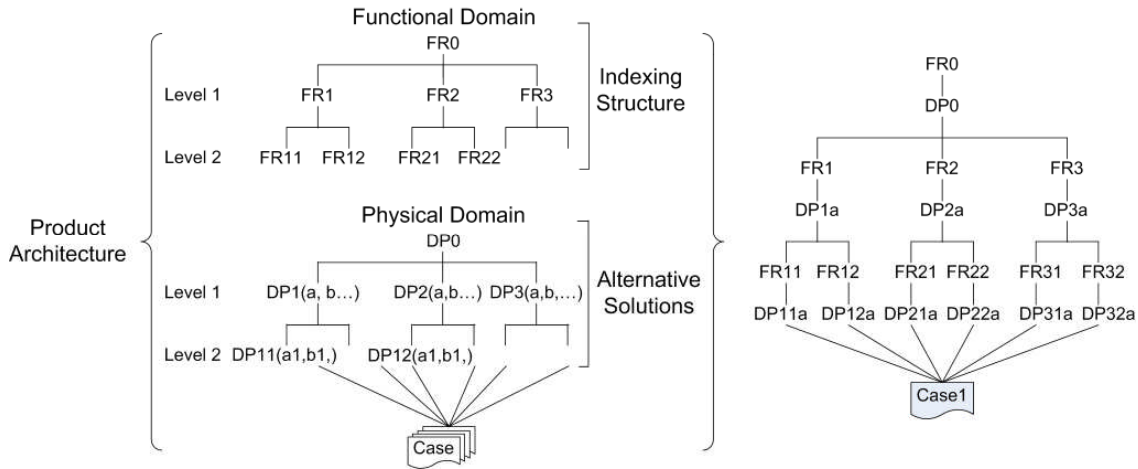 Functional Domain
FR0
Level 1 FR1 FR2 FR3
Level 2 FR11 FR12 FR21 FR22
Indexing
Structure
Product
Architecture
Physical Domain
DP0
Level 1 DP1(a, b…) DP2(a,b…) DP3(a,b,…)
Level 2 DP11(a1,b1,) DP12(a1,b1,)
Alternative
Solutions
Case
FR0
DP0
FR1 FR2 FR3
DP1a DP2a DP3a
FR11 FR12 FR21 FR22 FR31 FR32
DP11a DP12a DP21a DP22a DP31a DP32a
Case1